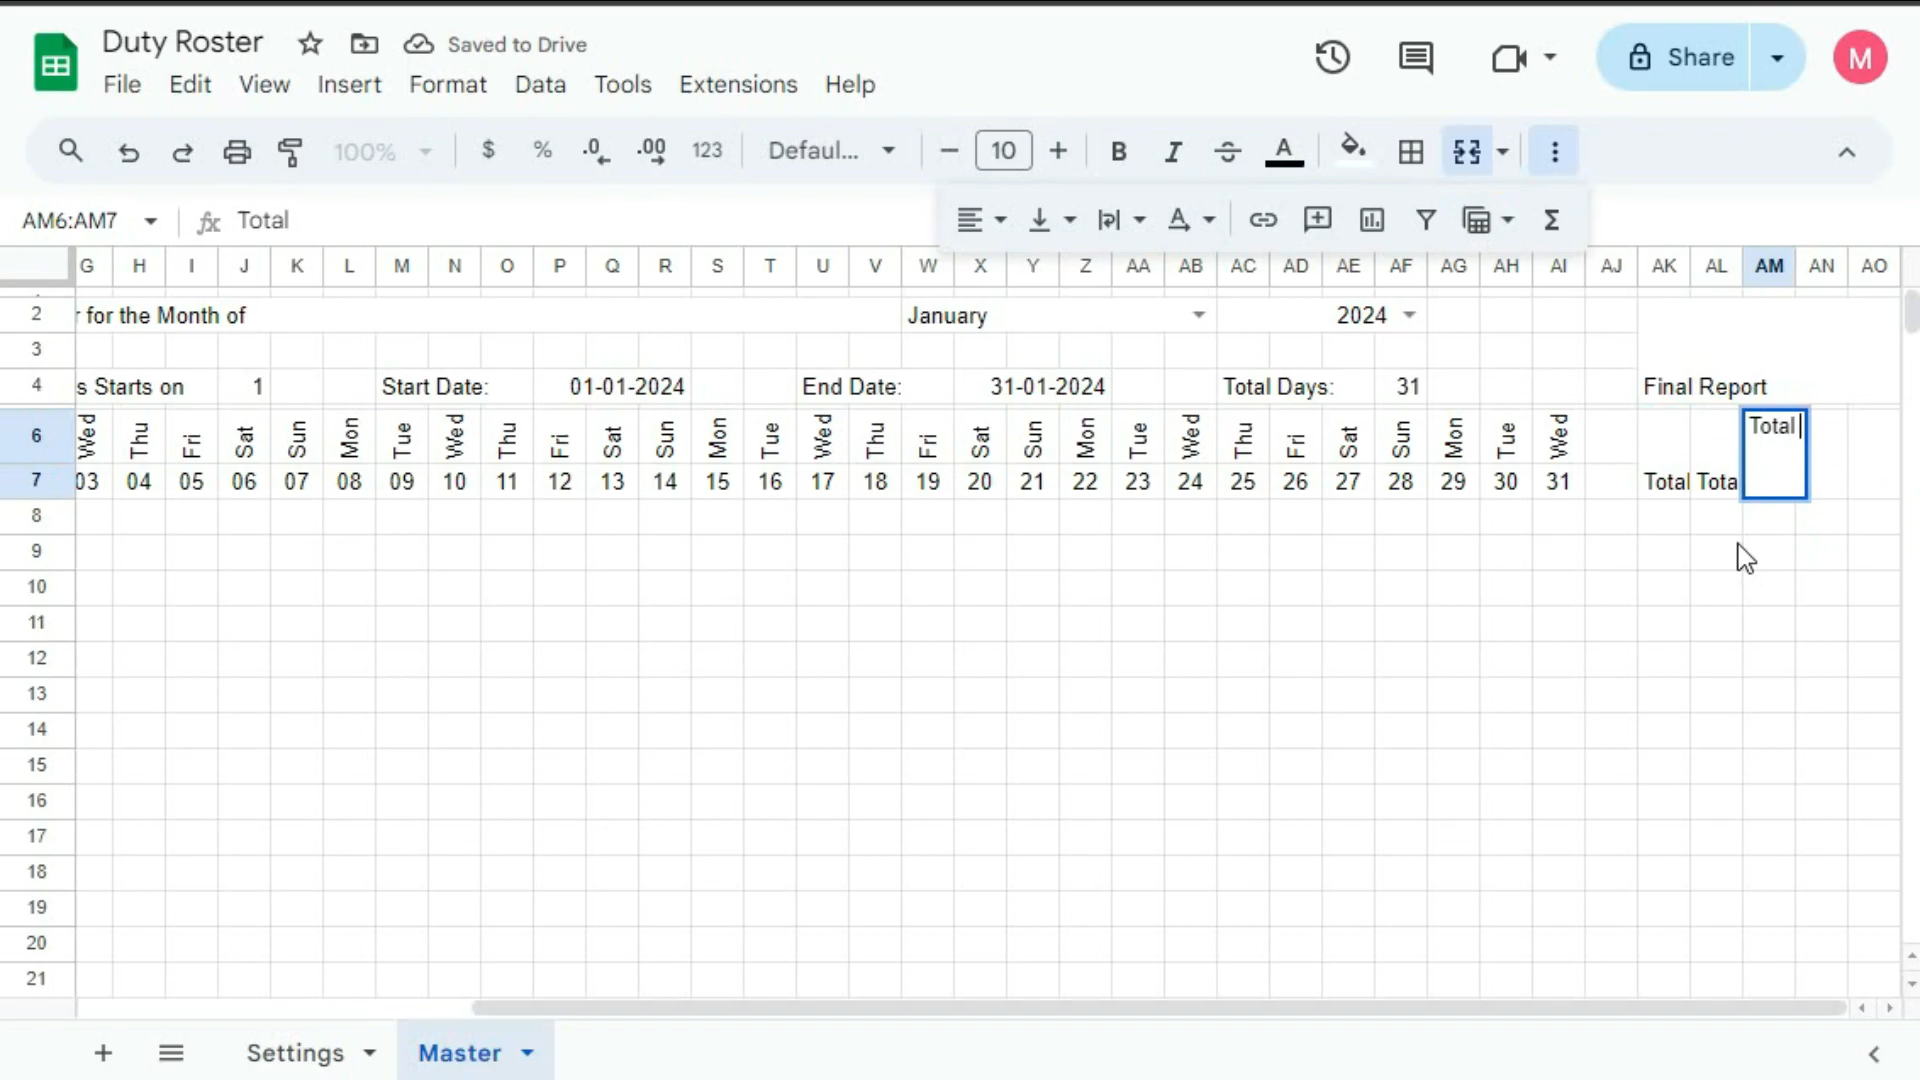 Duty Roster Saved to Drive
Share M
File Edit View Insert Format Data Tools Extensions Help
100% $ % .0 .00 123 Defaul... 10 B I A
AM6:AM7 fx Total
G H I J K L M N O P Q R S T U V W X Y Z AA AB AC AD AE AF AG AH AI AJ AK AL AM AN AO
2 r for the Month of January 2024
3
4 s Starts on 1 Start Date: 01-01-2024 End Date: 31-01-2024 Total Days: 31 Final Report
6 Wed Thu Fri Sat Sun Mon Tue Wed Thu Fri Sat Sun Mon Tue Wed Thu Fri Sat Sun Mon Tue Wed Thu Fri Sat Sun Mon Tue Wed Total
7 03 04 05 06 07 08 09 10 11 12 13 14 15 16 17 18 19 20 21 22 23 24 25 26 27 28 29 30 31 Total Tota
8
9
10
11
12
13
14
15
16
17
18
19
20
21
Settings Master